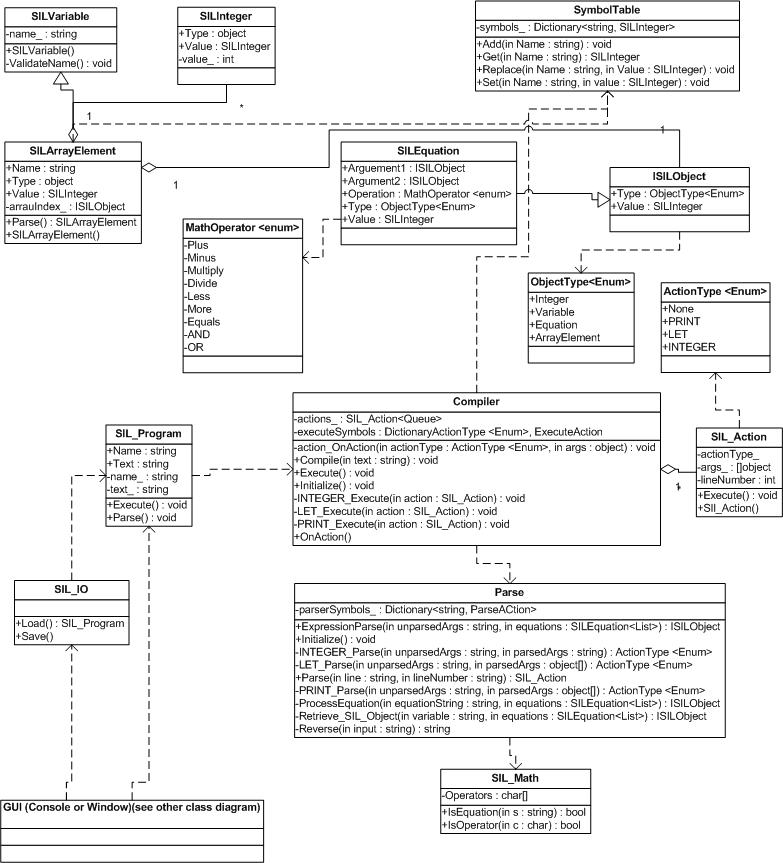 SILVariable
-name_ : string
+SILVariable()
-ValidateName() : void
SILInteger
+Type : object
+Value : SILInteger
-value_ : int
SymbolTable
-symbols_ : Dictionary<string, SILInteger>
+Add(in Name : string) : void
+Get(in Name : string) : SILInteger
+Replace(in Name : string, in Value : SILInteger) : void
+Set(in Name : string, in value : SILInteger) : void
1
*
1
1
SILArrayElement
+Name : string
+Type : object
+Value : SILInteger
-arrauIndex_ : ISILObject
+Parse() : SILArrayElement
+SILArrayElement()
SILEquation
+Arguement1 : ISILObject
+Argument2 : ISILObject
+Operation : MathOperator <enum>
+Type : ObjectType<Enum>
+Value : SILInteger
ISILObject
+Type : ObjectType<Enum>
+Value : SILInteger
MathOperator <enum>
-Plus
-Minus
-Multiply
-Divide
-Less
-More
-Equals
-AND
-OR
ObjectType<Enum>
+Integer
+Variable
+Equation
+ArrayElement
ActionType <Enum>
+None
+PRINT
+LET
+INTEGER
Compiler
-actions_ : SIL_Action<Queue>
-executeSymbols : DictionaryActionType <Enum>, ExecuteAction
-action_OnAction(in actionType : ActionType <Enum>, in args : object) : void
+Compile(in text : string) : void
+Execute() : void
+Initialize() : void
-INTEGER_Execute(in action : SIL_Action) : void
-LET_Execute(in action : SIL_Action) : void
-PRINT_Execute(in action : SIL_Action) : void
+OnAction()
SIL_Program
+Name : string
+Text : string
-name_ : string
-text_ : string
+Execute() : void
+Parse() : void
SIL_Action
-actionType_
-args_ : []object
-lineNumber : int
+Execute() : void
+SIl_Action()
SIL_IO
+Load() : SIL_Program
+Save()
Parse
-parserSymbols_ : Dictionary<string, ParseACtion>
+ExpressionParse(in unparsedArgs : string, in equations : SILEquation<List>) : ISILObject
+Initialize() : void
-INTEGER_Parse(in unparsedArgs : string, in parsedArgs : string) : ActionType <Enum>
-LET_Parse(in unparsedArgs : string, in parsedArgs : object[]) : ActionType <Enum>
+Parse(in line : string, in lineNumber : string) : SIL_Action
-PRINT_Parse(in unparsedArgs : string, in parsedArgs : object[]) : ActionType <Enum>
-ProcessEquation(in equationString : string, in equations : SILEquation<List>) : ISILObject
-Retrieve_SIL_Object(in variable : string, in equations : SILEquation<List>) : ISILObject
-Reverse(in input : string) : string
SIL_Math
-Operators : char[]
+IsEquation(in s : string) : bool
+IsOperator(in c : char) : bool
GUI (Console or Window)(see other class diagram)